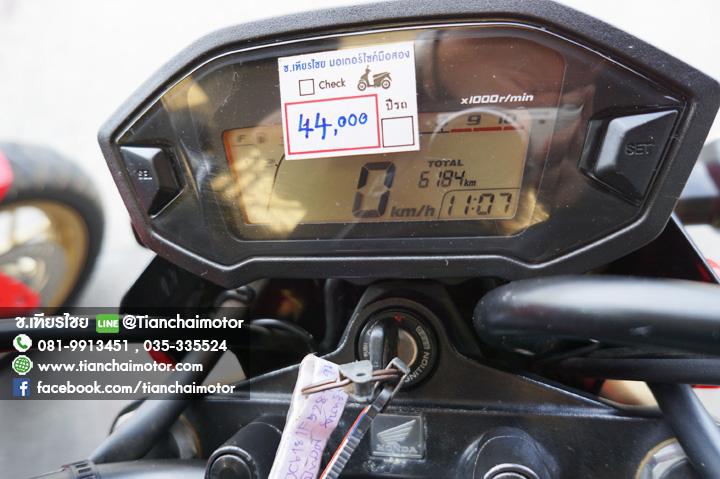 ช.เทียรไชย มอเตอร์ไซค์มือสอง
Check
ปีรถ
44,000
x1000r/min
9 10
F
SEL
SET
TOTAL
6184km
0 km/h 11:07
IGNITION
HONDA
ช.เทียรไชย LINE @Tianchaimotor
081-9913451 , 035-335524
www.tianchaimotor.com
facebook.com/tianchaimotor